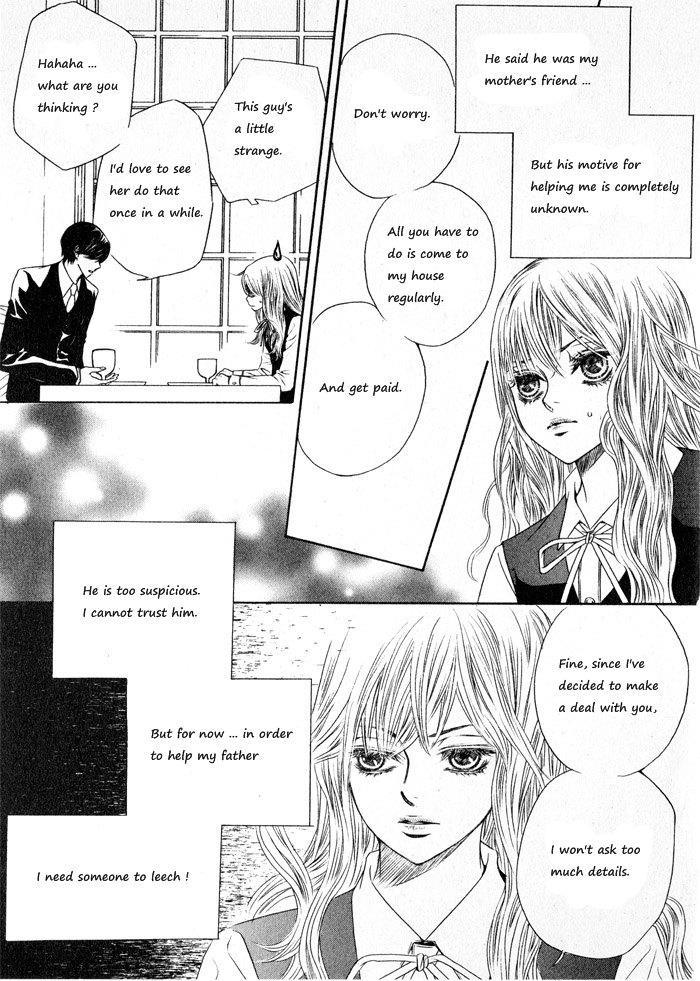 He said he was my
mother's friend ...
But his motive for
helping me is completely
unknown.
Don't worry.
All you have to
do is come to
my house
regularly.
And get paid.
This guy's
a little
strange.
I'd love to see
her do that
once in a while.
Hahaha ...
what are you
thinking ?
Fine, since I've
decided to make
a deal with you,
I won't ask too
much details.
He is too suspicious.
I cannot trust him.
But for now ... in order
to help my father
I need someone to leech !